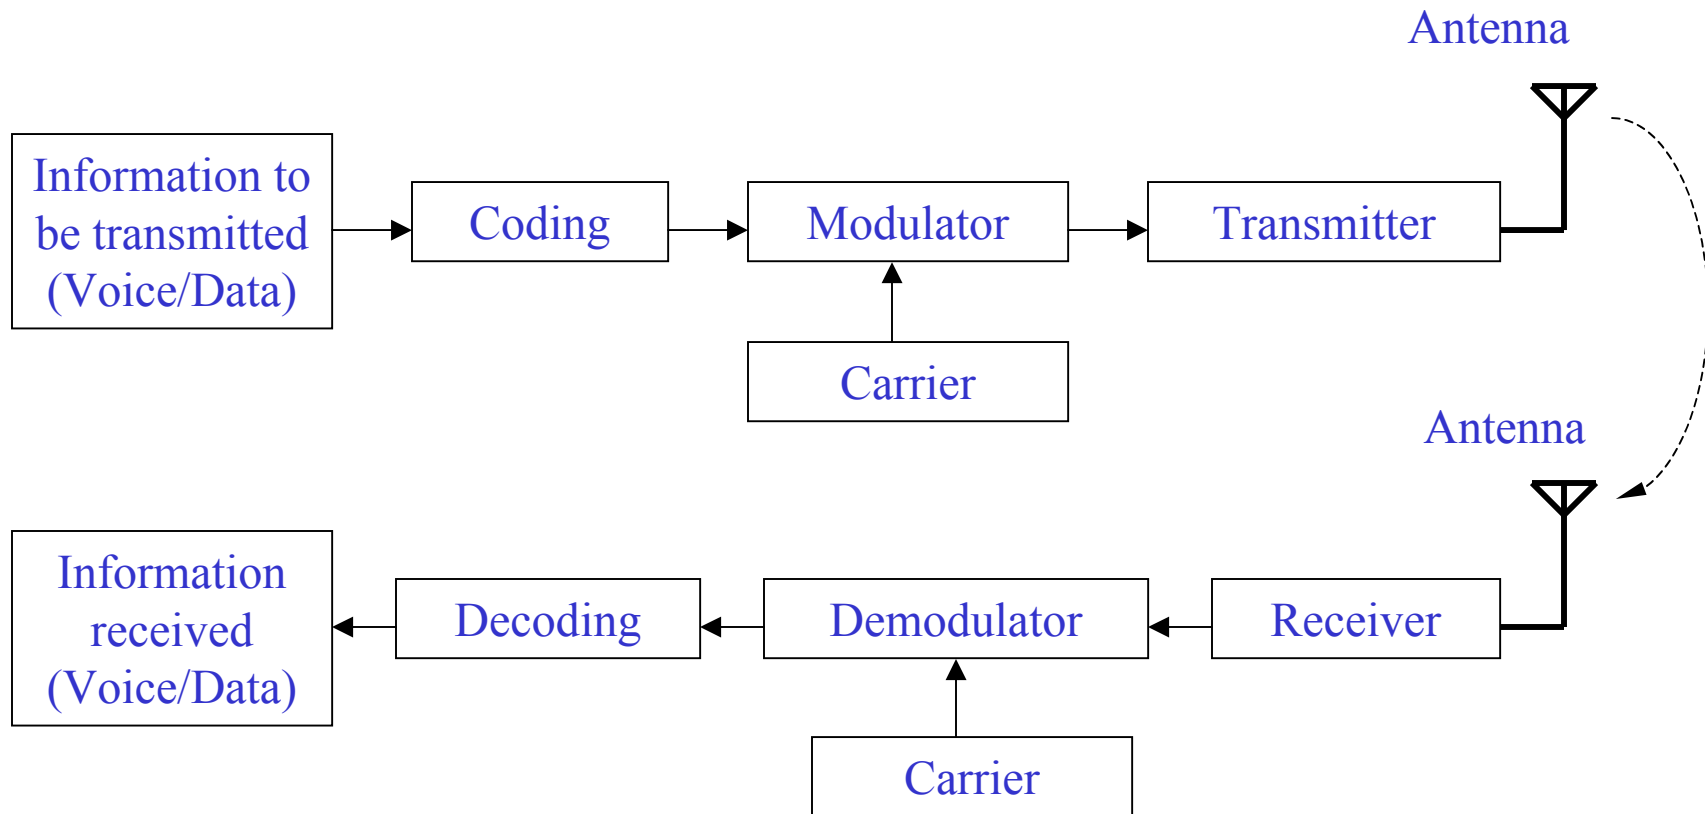 Antenna
Information to
be transmitted
(Voice/Data)
Coding
Modulator
Transmitter
Carrier
Antenna
Information
received
(Voice/Data)
Decoding
Demodulator
Receiver
Carrier